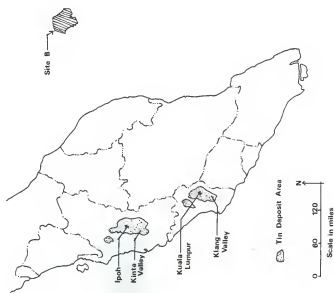 Site B
Ipoh
Kinta
Valley
Kuala
Lumpur
Klang
Valley
Tin Deposit Area
N
0 60 120
Scale in miles